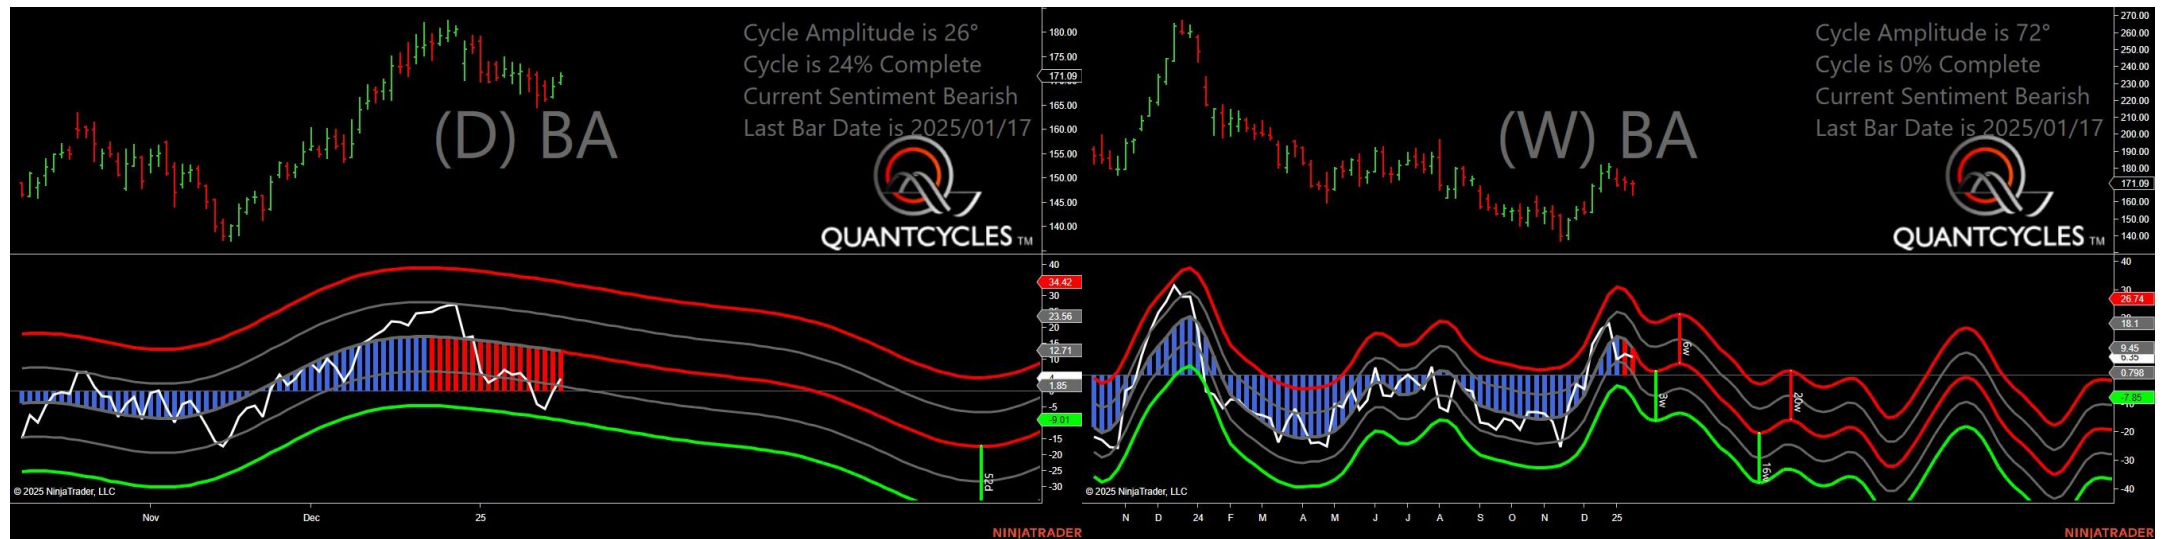 Cycle Amplitude is 26°
Cycle is 24% Complete
Current Sentiment Bearish
Last Bar Date is 2025/01/17
(D) BA
QUANTCYCLES TM
180.00
175.00
171.09
165.00
160.00
155.00
150.00
145.00
140.00
40
34.42
30
23.56
20
15
12.71
10
4
1.85
-5
-9.01
-15
-20
-25
-30
52d
© 2025 NinjaTrader, LLC
Nov
Dec
25
NINJATRADER
Cycle Amplitude is 72°
Cycle is 0% Complete
Current Sentiment Bearish
Last Bar Date is 2025/01/17
(W) BA
QUANTCYCLES TM
270.00
260.00
250.00
240.00
230.00
220.00
210.00
200.00
190.00
180.00
171.09
160.00
150.00
140.00
40
30
26.74
18.1
9.45
6.35
0.798
-7.85
-20
-30
-40
6w
3w
20w
16w
© 2025 NinjaTrader, LLC
N D 24 F M A M J J A S O N D 25
NINJATRADER